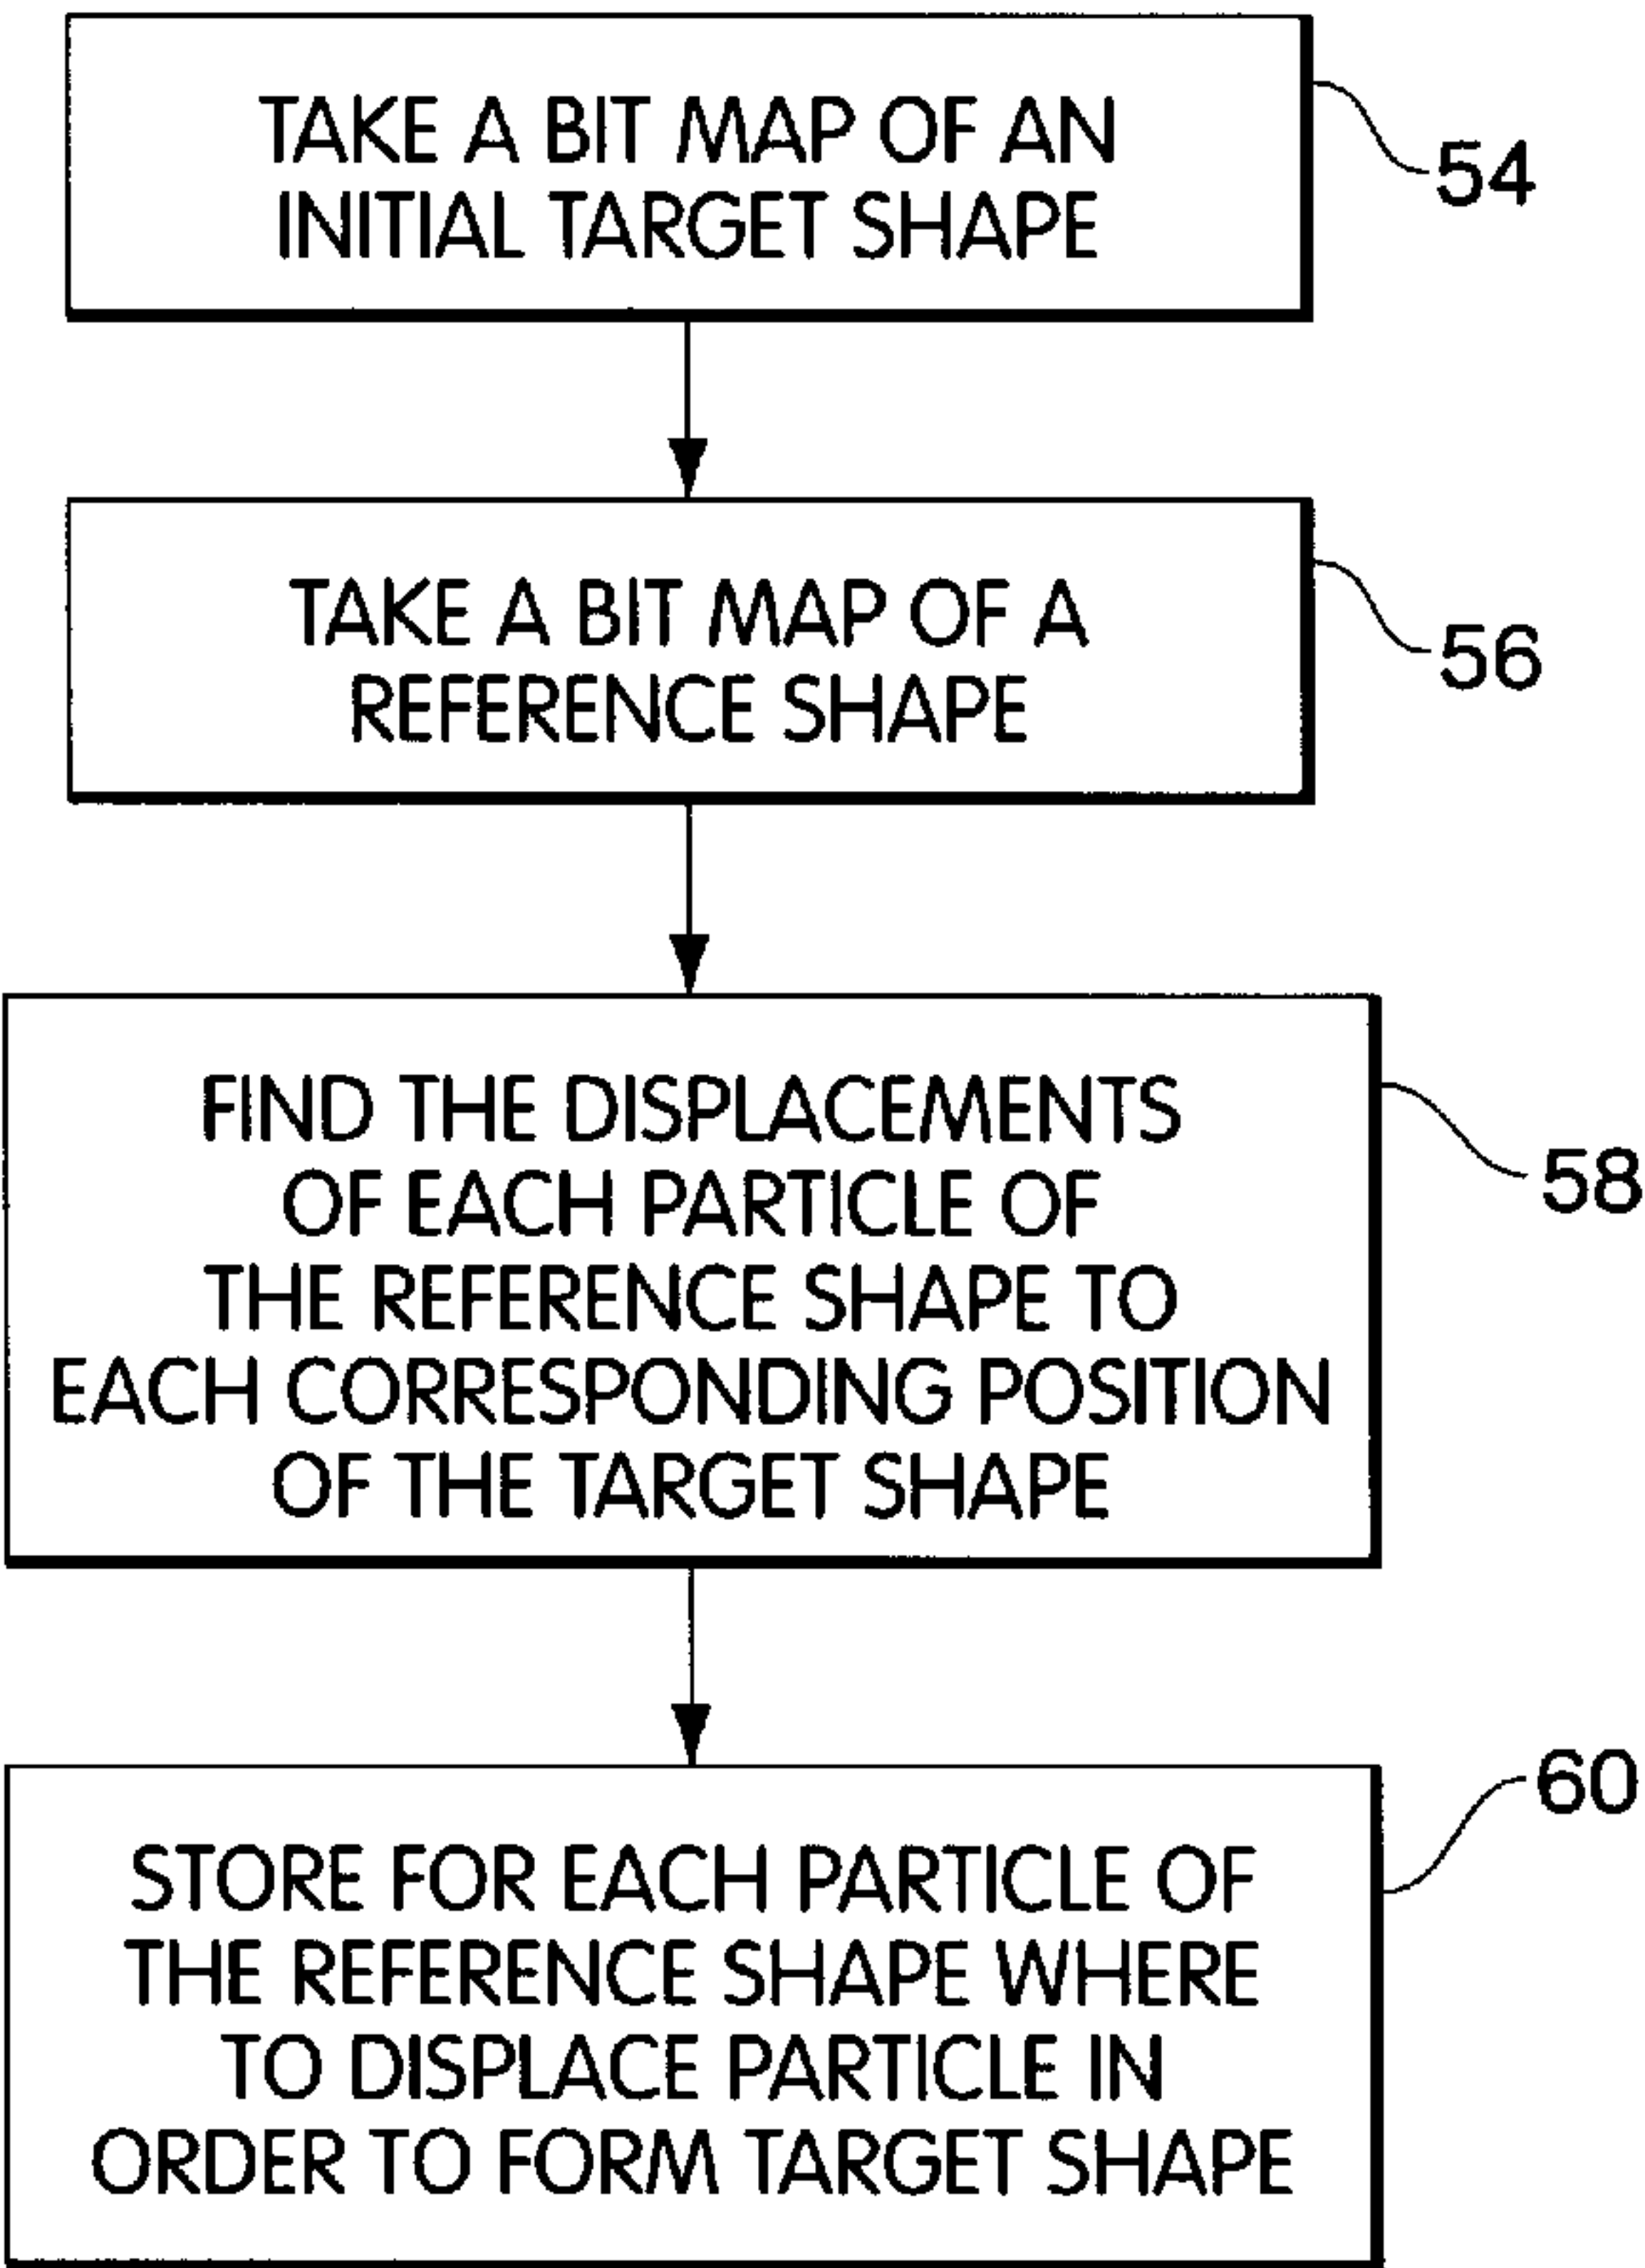 TAKE A BIT MAP OF AN
INITIAL TARGET SHAPE
54
TAKE A BIT MAP OF A
REFERENCE SHAPE
56
FIND THE DISPLACEMENTS
OF EACH PARTICLE OF
THE REFERENCE SHAPE TO
EACH CORRESPONDING POSITION
OF THE TARGET SHAPE
58
STORE FOR EACH PARTICLE OF
THE REFERENCE SHAPE WHERE
TO DISPLACE PARTICLE IN
ORDER TO FORM TARGET SHAPE
60